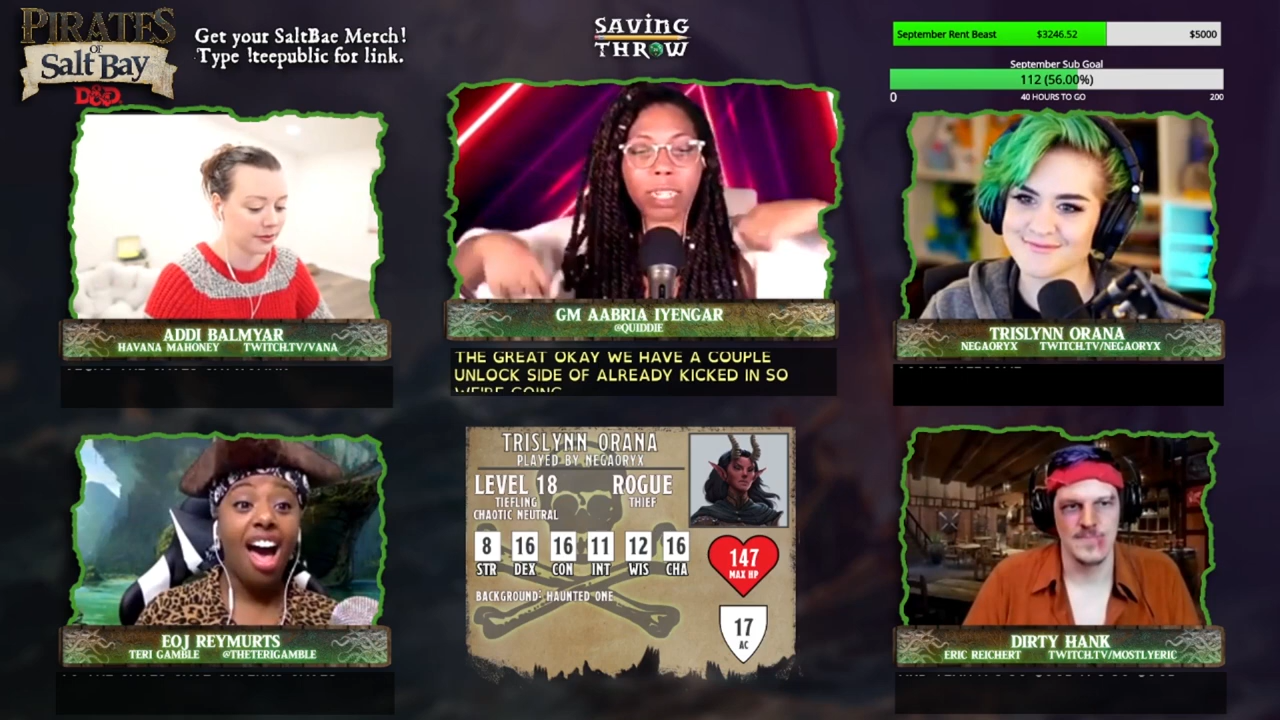 PIRATES
OF
Salt Bay
D&D
Get your SaltBae Merch!
Type !teepublic for link.
SAVING
THROW
September Rent Beast $3246.52 $5000
September Sub Goal
112 (56.00%)
0 40 HOURS TO GO 200
ADDI BALMYAR
HAVANA MAHONEY TWITCH.TV/VANA
GM AABRIA IYENGAR
@QUIDDIE
THE GREAT OKAY WE HAVE A COUPLE
UNLOCK SIDE OF ALREADY KICKED IN SO
WE'RE GOING
TRISLYNN ORANA
NEGAORYX TWITCH.TV/NEGAORYX
TRISLYNN ORANA
PLAYED BY NEGAORYX
LEVEL 18 ROGUE
TIEFLING THIEF
CHAOTIC NEUTRAL
8 16 16 11 12 16
STR DEX CON INT WIS CHA
147
MAX HP
BACKGROUND: HAUNTED ONE
17
AC
EOJ REYMURTS
TERI GAMBLE @THETERIGAMBLE
DIRTY HANK
ERIC REICHERT TWITCH.TV/MOSTLYERIC